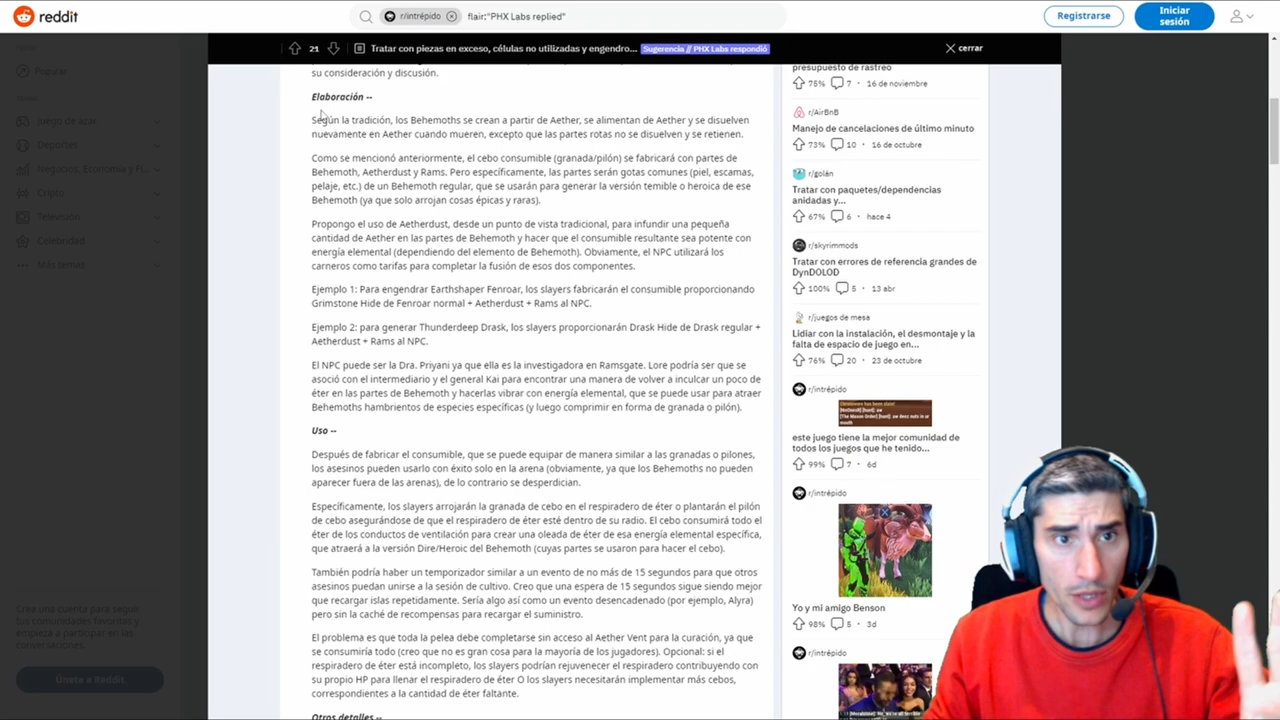 reddit
r/intrépido
flair:"PHX Labs replied"
Registrarse
Iniciar
sesión
21
Tratar con piezas en exceso, células no utilizadas y engendro...
Sugerencia // PHX Labs respondió
cerrar
Popular
Juego de azar
Deportes
Negocios, Economía y Fi...
Cripto
Televisión
Celebridad
Más temas
Crea una cuenta para seguir
tus comunidades favoritas y
empieza a participar en las
conversaciones.
Únete a Reddit
su consideración y discusión.
Elaboración --
Según la tradición, los Behemoths se crean a partir de Aether, se alimentan de Aether y se disuelven
nuevamente en Aether cuando mueren, excepto que las partes rotas no se disuelven y se retienen.
Como se mencionó anteriormente, el cebo consumible (granada/pilón) se fabricará con partes de
Behemoth, Aetherdust y Rams. Pero específicamente, las partes serán gotas comunes (piel, escamas,
pelaje, etc.) de un Behemoth regular, que se usarán para generar la versión temible o heroica de ese
Behemoth (ya que solo arrojan cosas épicas y raras).
Propongo el uso de Aetherdust, desde un punto de vista tradicional, para infundir una pequeña
cantidad de Aether en las partes de Behemoth y hacer que el consumible resultante sea potente con
energía elemental (dependiendo del elemento de Behemoth). Obviamente, el NPC utilizará los
carneros como tarifas para completar la fusión de esos dos componentes.
Ejemplo 1: Para engendrar Earthshaper Fenroar, los slayers fabricarán el consumible proporcionando
Grimstone Hide de Fenroar normal + Aetherdust + Rams al NPC.
Ejemplo 2: para generar Thunderdeep Drask, los slayers proporcionarán Drask Hide de Drask regular +
Aetherdust + Rams al NPC.
El NPC puede ser la Dra. Priyani ya que ella es la investigadora en Ramsgate. Lore podría ser que se
asoció con el intermediario y el general Kai para encontrar una manera de volver a inculcar un poco de
éter en las partes de Behemoth y hacerlas vibrar con energía elemental, que se puede usar para atraer
Behemoths hambrientos de especies específicas (y luego comprimir en forma de granada o pilón).
Uso --
Después de fabricar el consumible, que se puede equipar de manera similar a las granadas o pilones,
los asesinos pueden usarlo con éxito solo en la arena (obviamente, ya que los Behemoths no pueden
aparecer fuera de las arenas), de lo contrario se desperdician.
Específicamente, los slayers arrojarán la granada de cebo en el respiradero de éter o plantarán el pilón
de cebo asegurándose de que el respiradero de éter esté dentro de su radio. El cebo consumirá todo el
éter de los conductos de ventilación para crear una oleada de éter de esa energía elemental específica,
que atraerá a la versión Dire/Heroic del Behemoth (cuyas partes se usaron para hacer el cebo).
También podría haber un temporizador similar a un evento de no más de 15 segundos para que otros
asesinos puedan unirse a la sesión de cultivo. Creo que una espera de 15 segundos sigue siendo mejor
que recargar islas repetidamente. Sería algo así como un evento desencadenado (por ejemplo, Alyra)
pero sin la caché de recompensas para recargar el suministro.
El problema es que toda la pelea debe completarse sin acceso al Aether Vent para la curación, ya que
se consumiría todo (creo que no es gran cosa para la mayoría de los jugadores). Opcional: si el
respiradero de éter está incompleto, los slayers podrían rejuvenecer el respiradero contribuyendo con
su propio HP para llenar el respiradero de éter O los slayers necesitarán implementar más cebos,
correspondientes a la cantidad de éter faltante.
Otros detalles --
presupuesto de rastreo
75% 7 · 16 de noviembre
r/AirBnB
Manejo de cancelaciones de último minuto
73% 10 · 16 de octubre
r/golán
Tratar con paquetes/dependencias
anidadas y...
67% 6 · hace 4
r/skyrimmods
Tratar con errores de referencia grandes de
DynDOLOD
100% 5 · 13 abr
r/juegos de mesa
Lidiar con la instalación, el desmontaje y la
falta de espacio de juego en...
76% 20 · 23 de octubre
r/intrépido
este juego tiene la mejor comunidad de
todos los juegos que he tenido...
99% 7 · 6d
r/intrépido
Yo y mi amigo Benson
98% 5 · 3d
r/intrépido